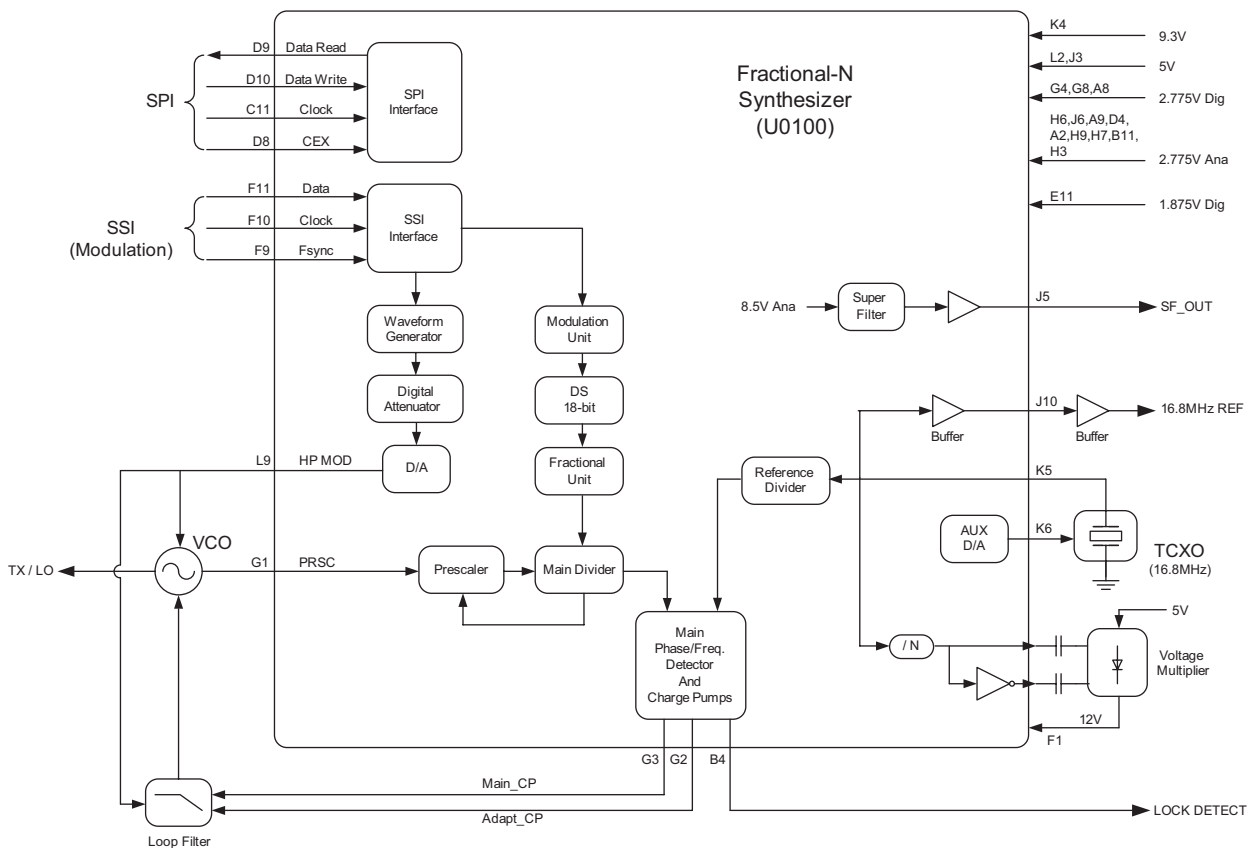 D9 Data Read
D10 Data Write
C11 Clock
D8 CEX
SPI
SPI
Interface
F11 Data
F10 Clock
F9 Fsync
SSI
(Modulation)
SSI
Interface
Fractional-N
Synthesizer
(U0100)
K4
9.3V
L2,J3
5V
G4,G8,A8
2.775V Dig
H6,J6,A9,D4,
A2,H9,H7,B11,
H3
2.775V Ana
E11
1.875V Dig
Waveform
Generator
Digital
Attenuator
D/A
L9 HP MOD
Modulation
Unit
DS
18-bit
Fractional
Unit
8.5V Ana
Super
Filter
J5
SF_OUT
Buffer
J10
Buffer
16.8MHz REF
Reference
Divider
K5
AUX
D/A
K6
TCXO
(16.8MHz)
TX / LO
VCO
G1 PRSC
Prescaler
Main Divider
Main
Phase/Freq.
Detector
And
Charge Pumps
/ N
5V
Voltage
Multiplier
12V
F1
G3 G2 B4
Main_CP
Adapt_CP
Loop Filter
LOCK DETECT